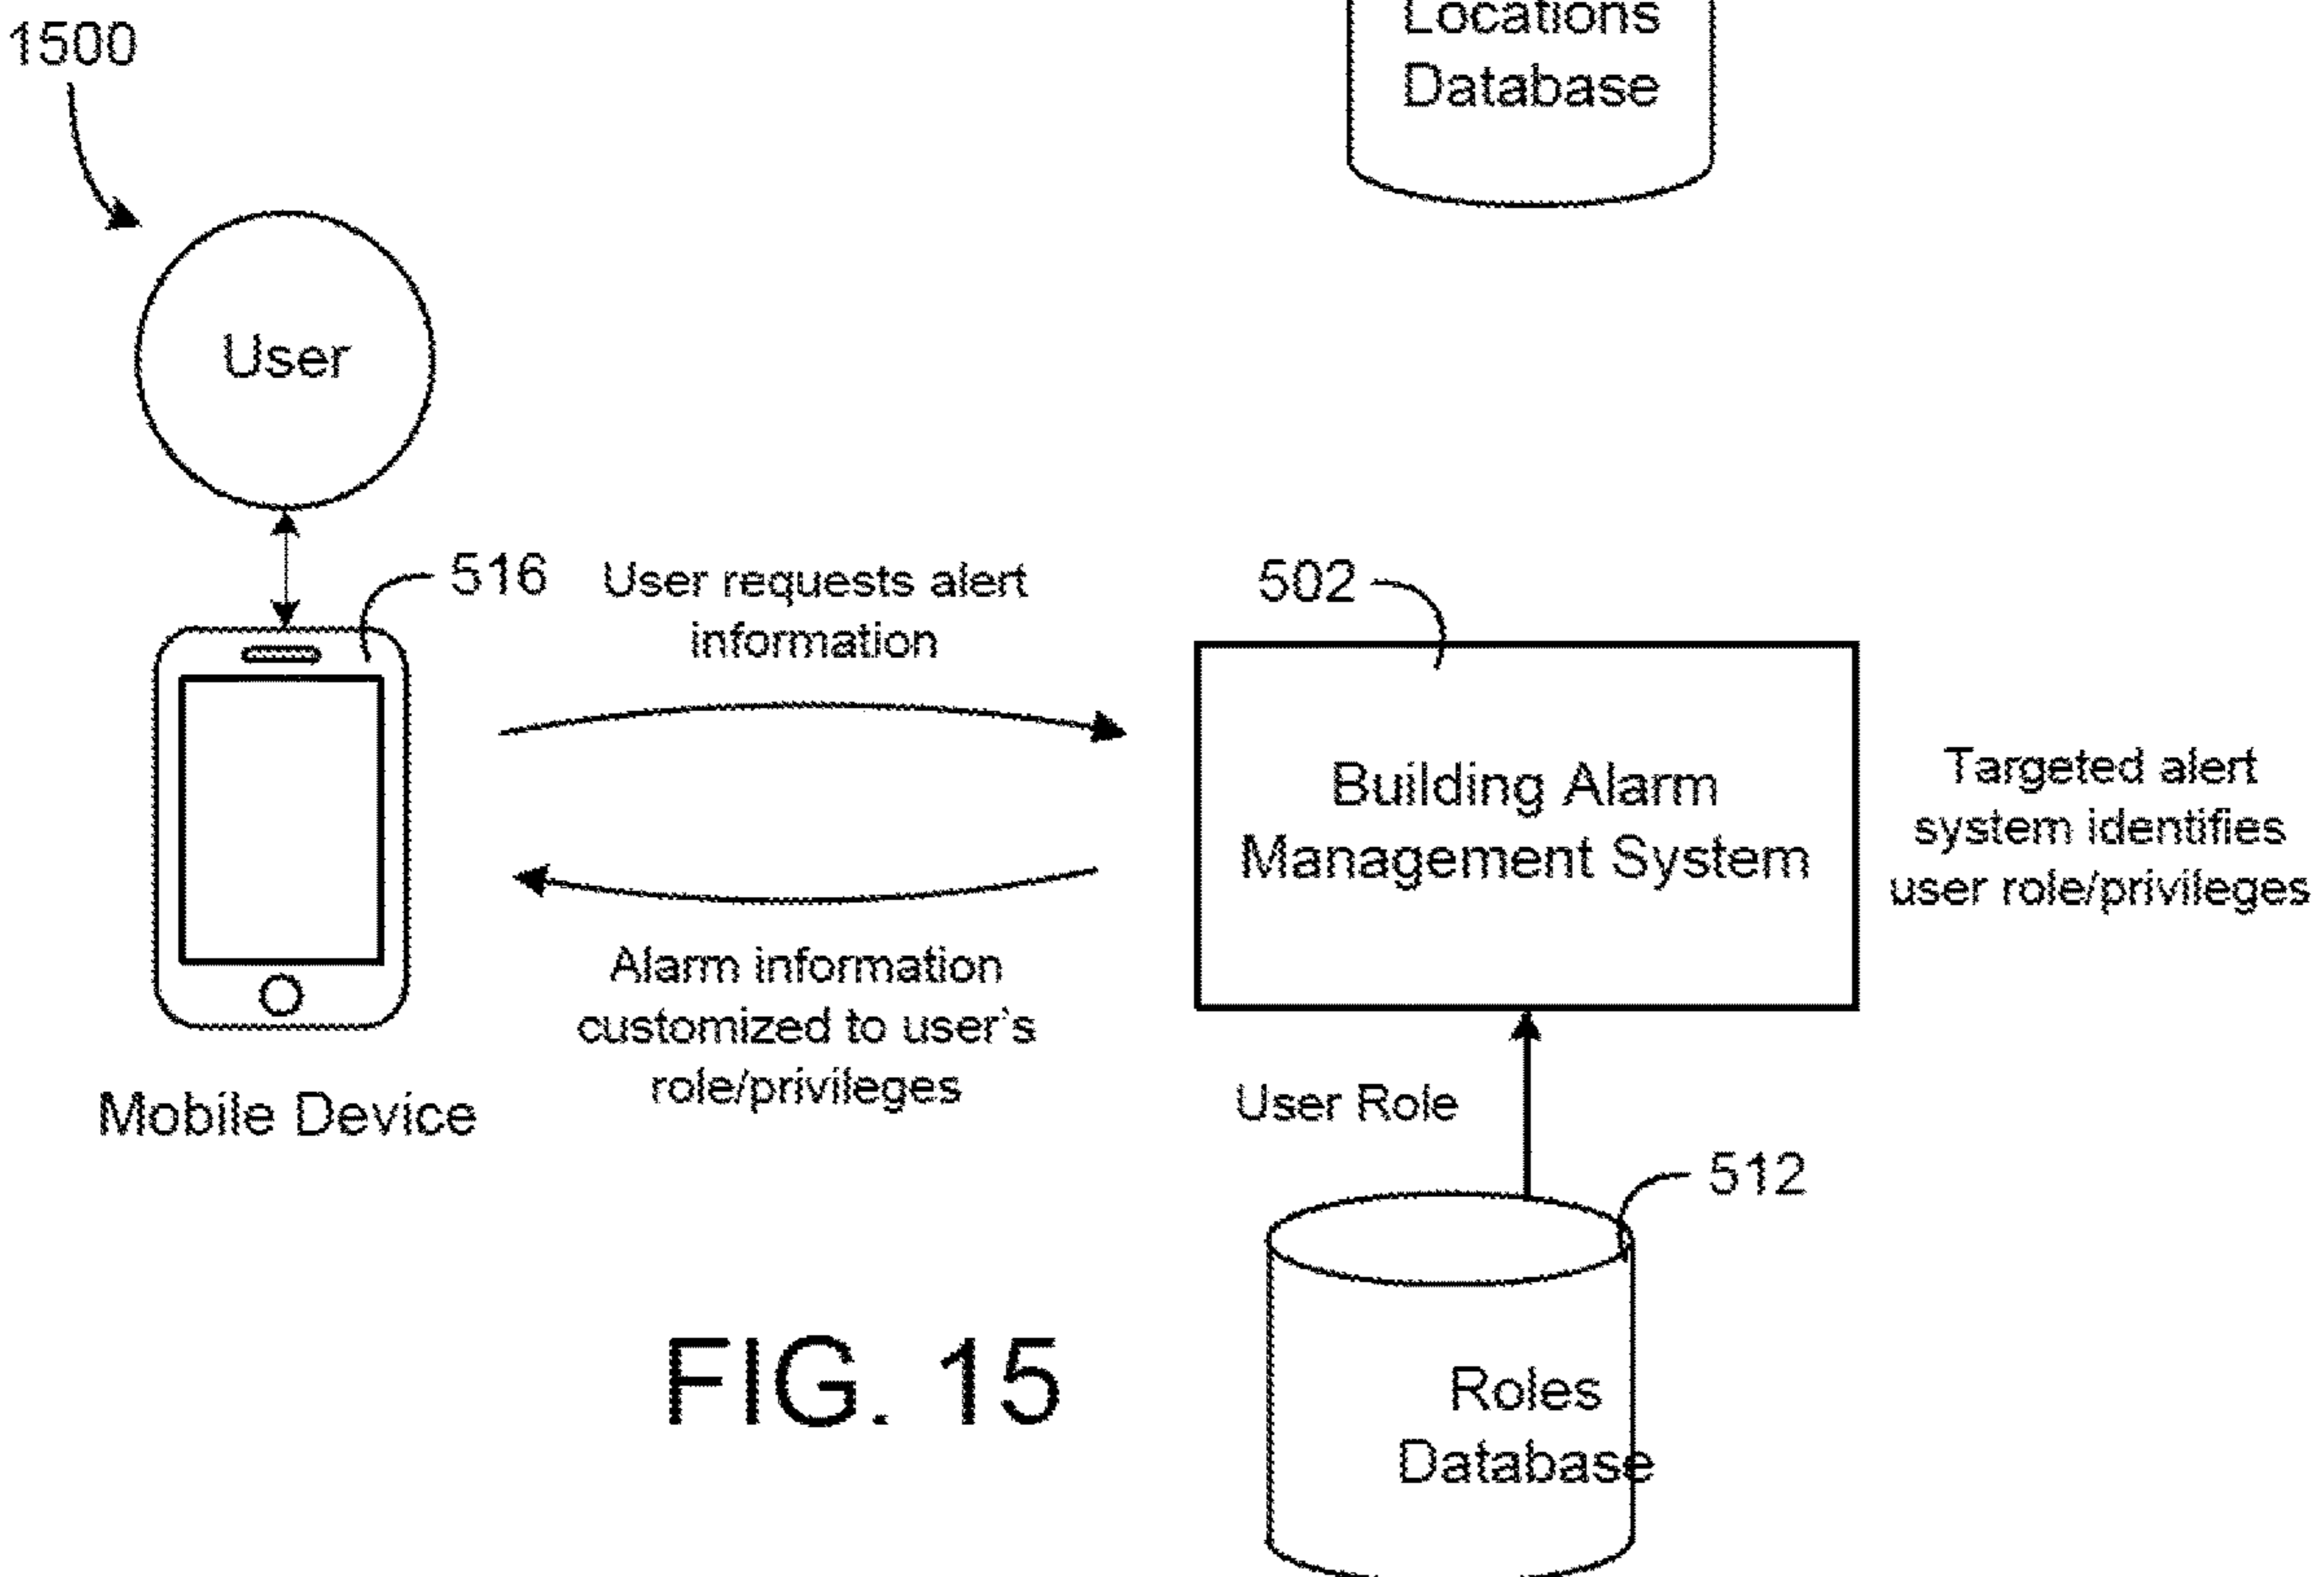 Locations
Database
1500
User
516
User requests alert
information
502
Building Alarm
Management System
Targeted alert
system identifies
user role/privileges
Alarm information
customized to user's
role/privileges
Mobile Device
User Role
512
Roles
Database
FIG. 15